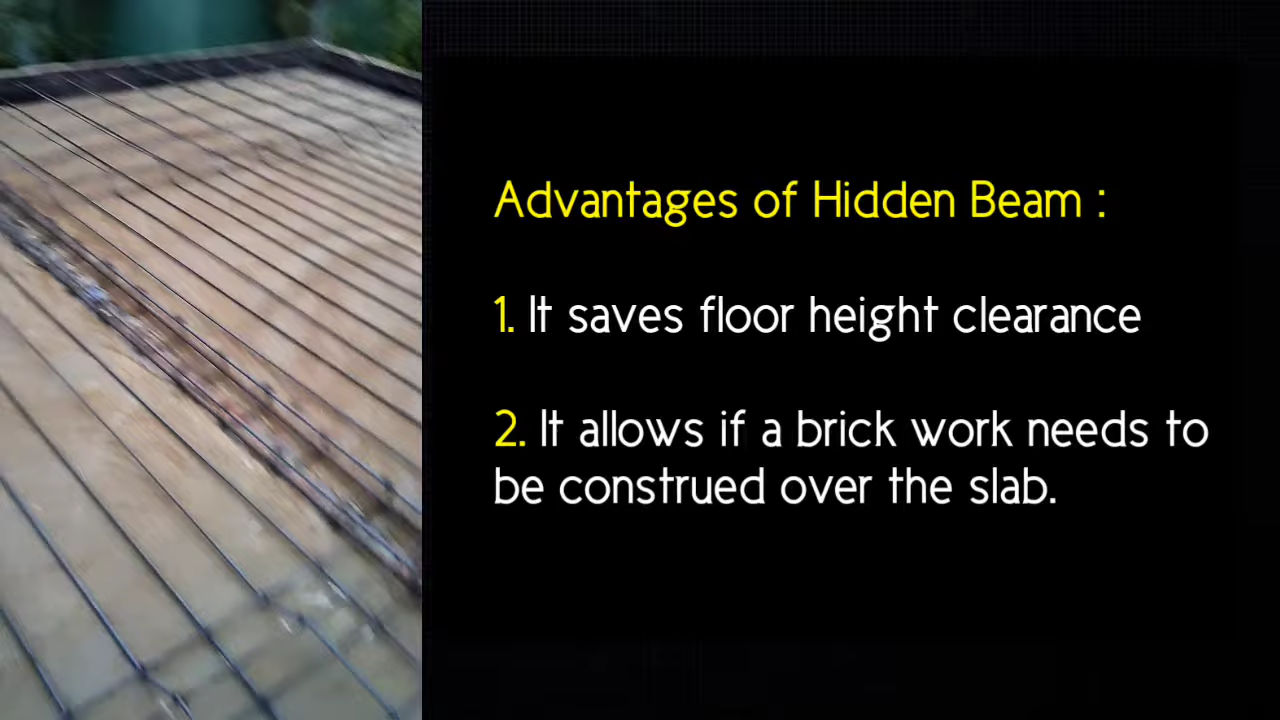 Advantages of Hidden Beam :
1. It saves floor height clearance
2. It allows if a brick work needs to
be construed over the slab.